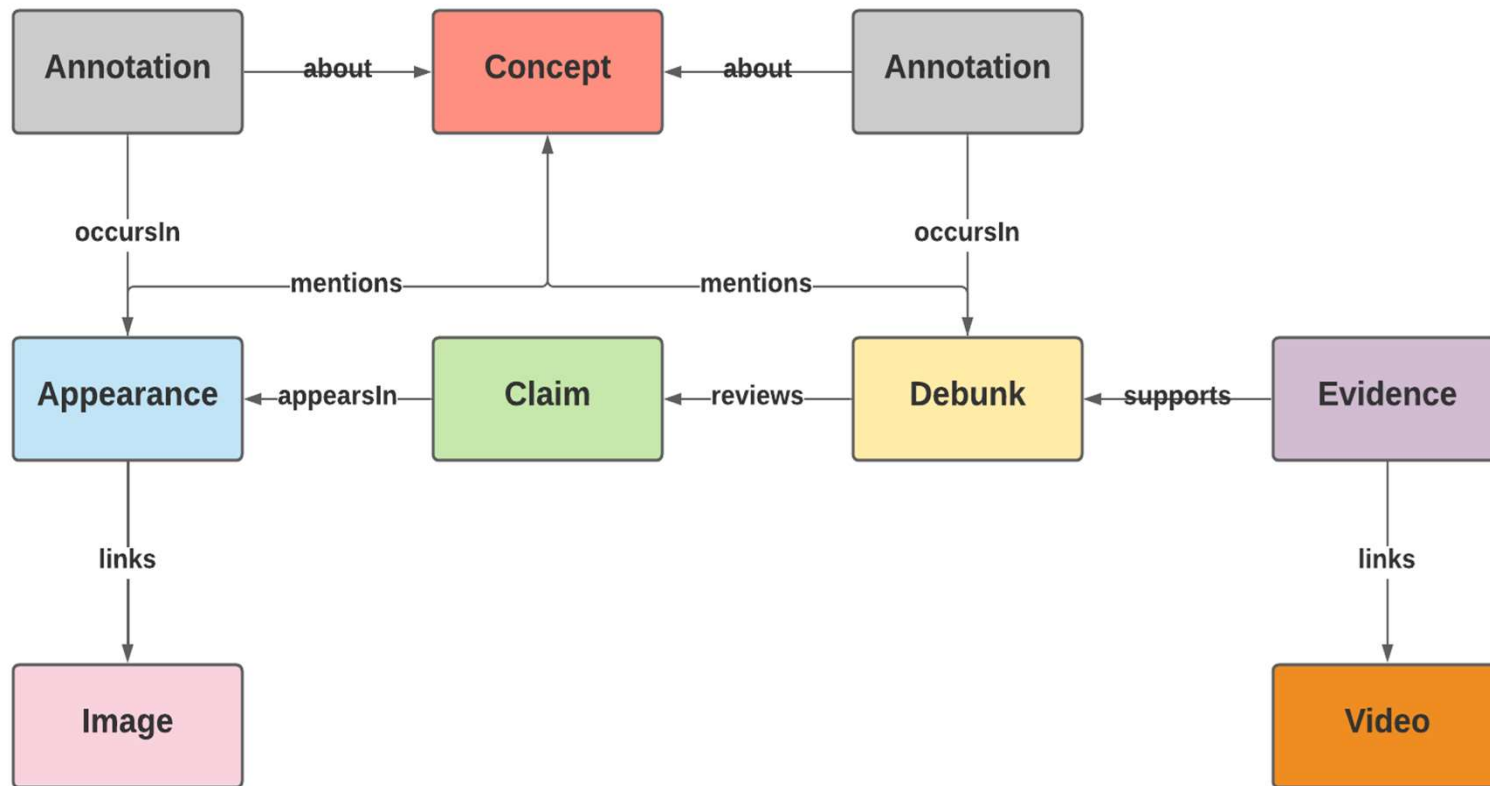 Annotation
about
Concept
about
Annotation
occursIn
occursIn
mentions
mentions
Appearance
appearsIn
Claim
reviews
Debunk
supports
Evidence
links
links
Image
Video